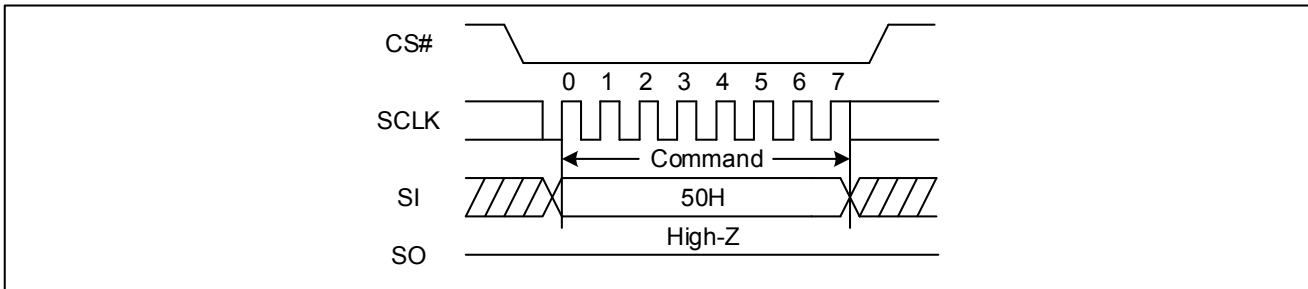 CS#
0 1 2 3 4 5 6 7
SCLK
Command
SI
50H
High-Z
SO